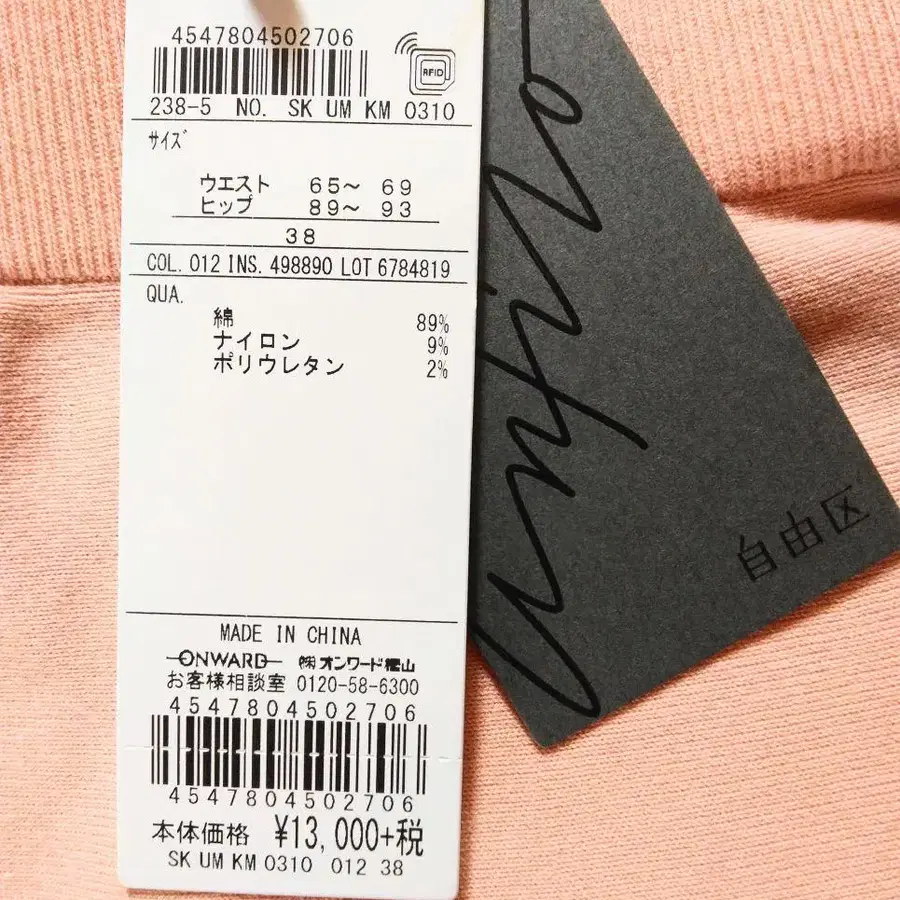 4547804502706
RFID
238-5 NO. SK UM KM 0310
サイズ
ウエスト 65～ 69
ヒップ 89～ 93
38
COL. 012 INS. 498890 LOT 6784819
QUA.
綿 89%
ナイロン 9%
ポリウレタン 2%
MADE IN CHINA
ONWARD ㈱オンワード樫山
お客様相談室 0120-58-6300
4547804502706
4547804502706
本体価格 ¥13,000+税
SK UM KM 0310 012 38
unfilo
自由区